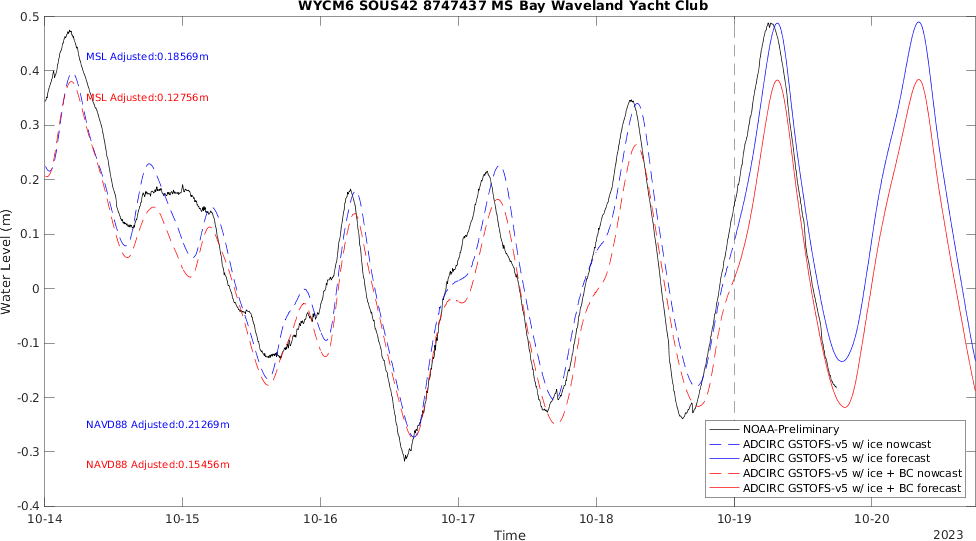 WYCM6 SOUS42 8747437 MS Bay Waveland Yacht Club
0.5
0.4
0.3
0.2
0.1
0
-0.1
-0.2
-0.3
-0.4
Water Level (m)
MSL Adjusted:0.18569m
MSL Adjusted:0.12756m
NAVD88 Adjusted:0.21269m
NAVD88 Adjusted:0.15456m
NOAA-Preliminary
ADCIRC GSTOFS-v5 w/ ice nowcast
ADCIRC GSTOFS-v5 w/ ice forecast
ADCIRC GSTOFS-v5 w/ ice + BC nowcast
ADCIRC GSTOFS-v5 w/ ice + BC forecast
10-14 10-15 10-16 10-17 10-18 10-19 10-20
Time
2023